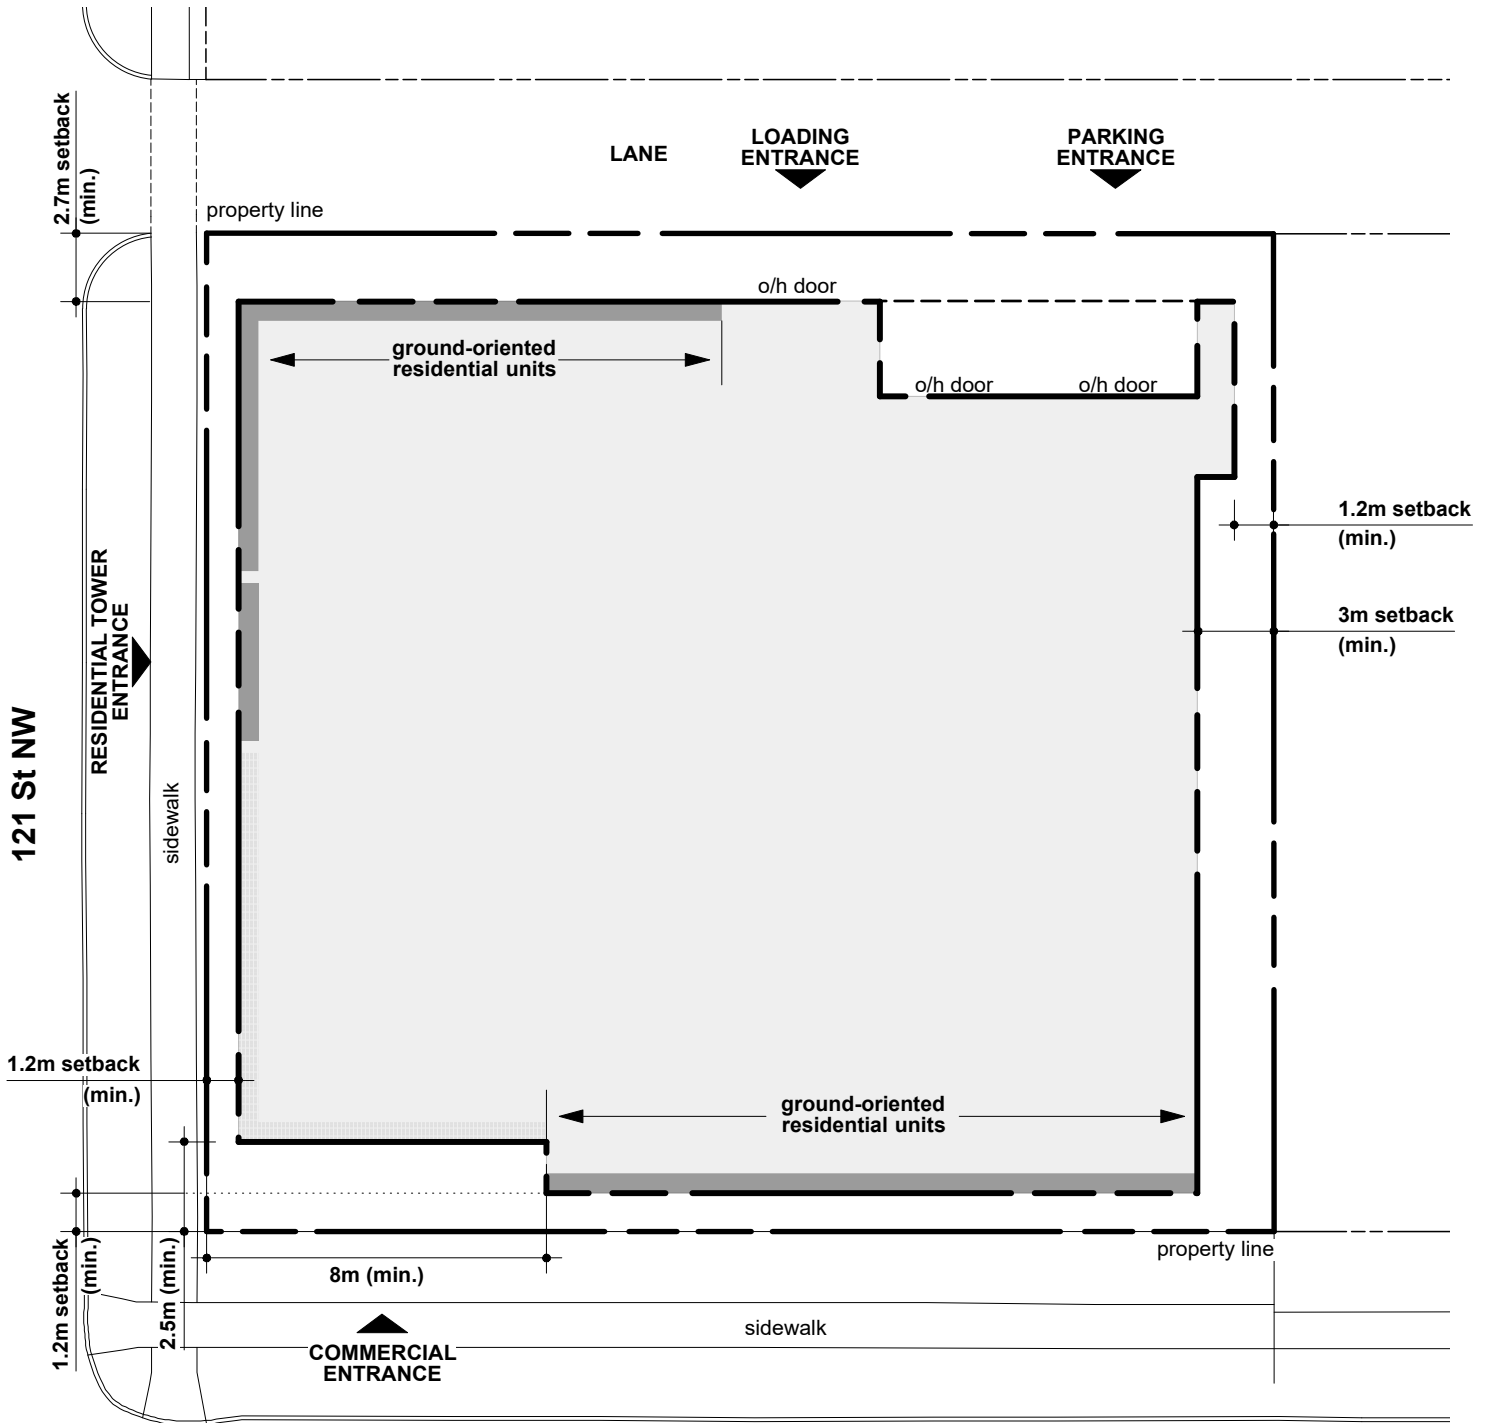 2.7m setback
(min.)
LANE
LOADING
ENTRANCE
PARKING
ENTRANCE
property line
o/h door
ground-oriented
residential units
o/h door
o/h door
1.2m setback
(min.)
3m setback
(min.)
RESIDENTIAL TOWER
ENTRANCE
121 St NW
sidewalk
1.2m setback
(min.)
ground-oriented
residential units
1.2m setback
(min.)
2.5m (min.)
8m (min.)
property line
sidewalk
COMMERCIAL
ENTRANCE